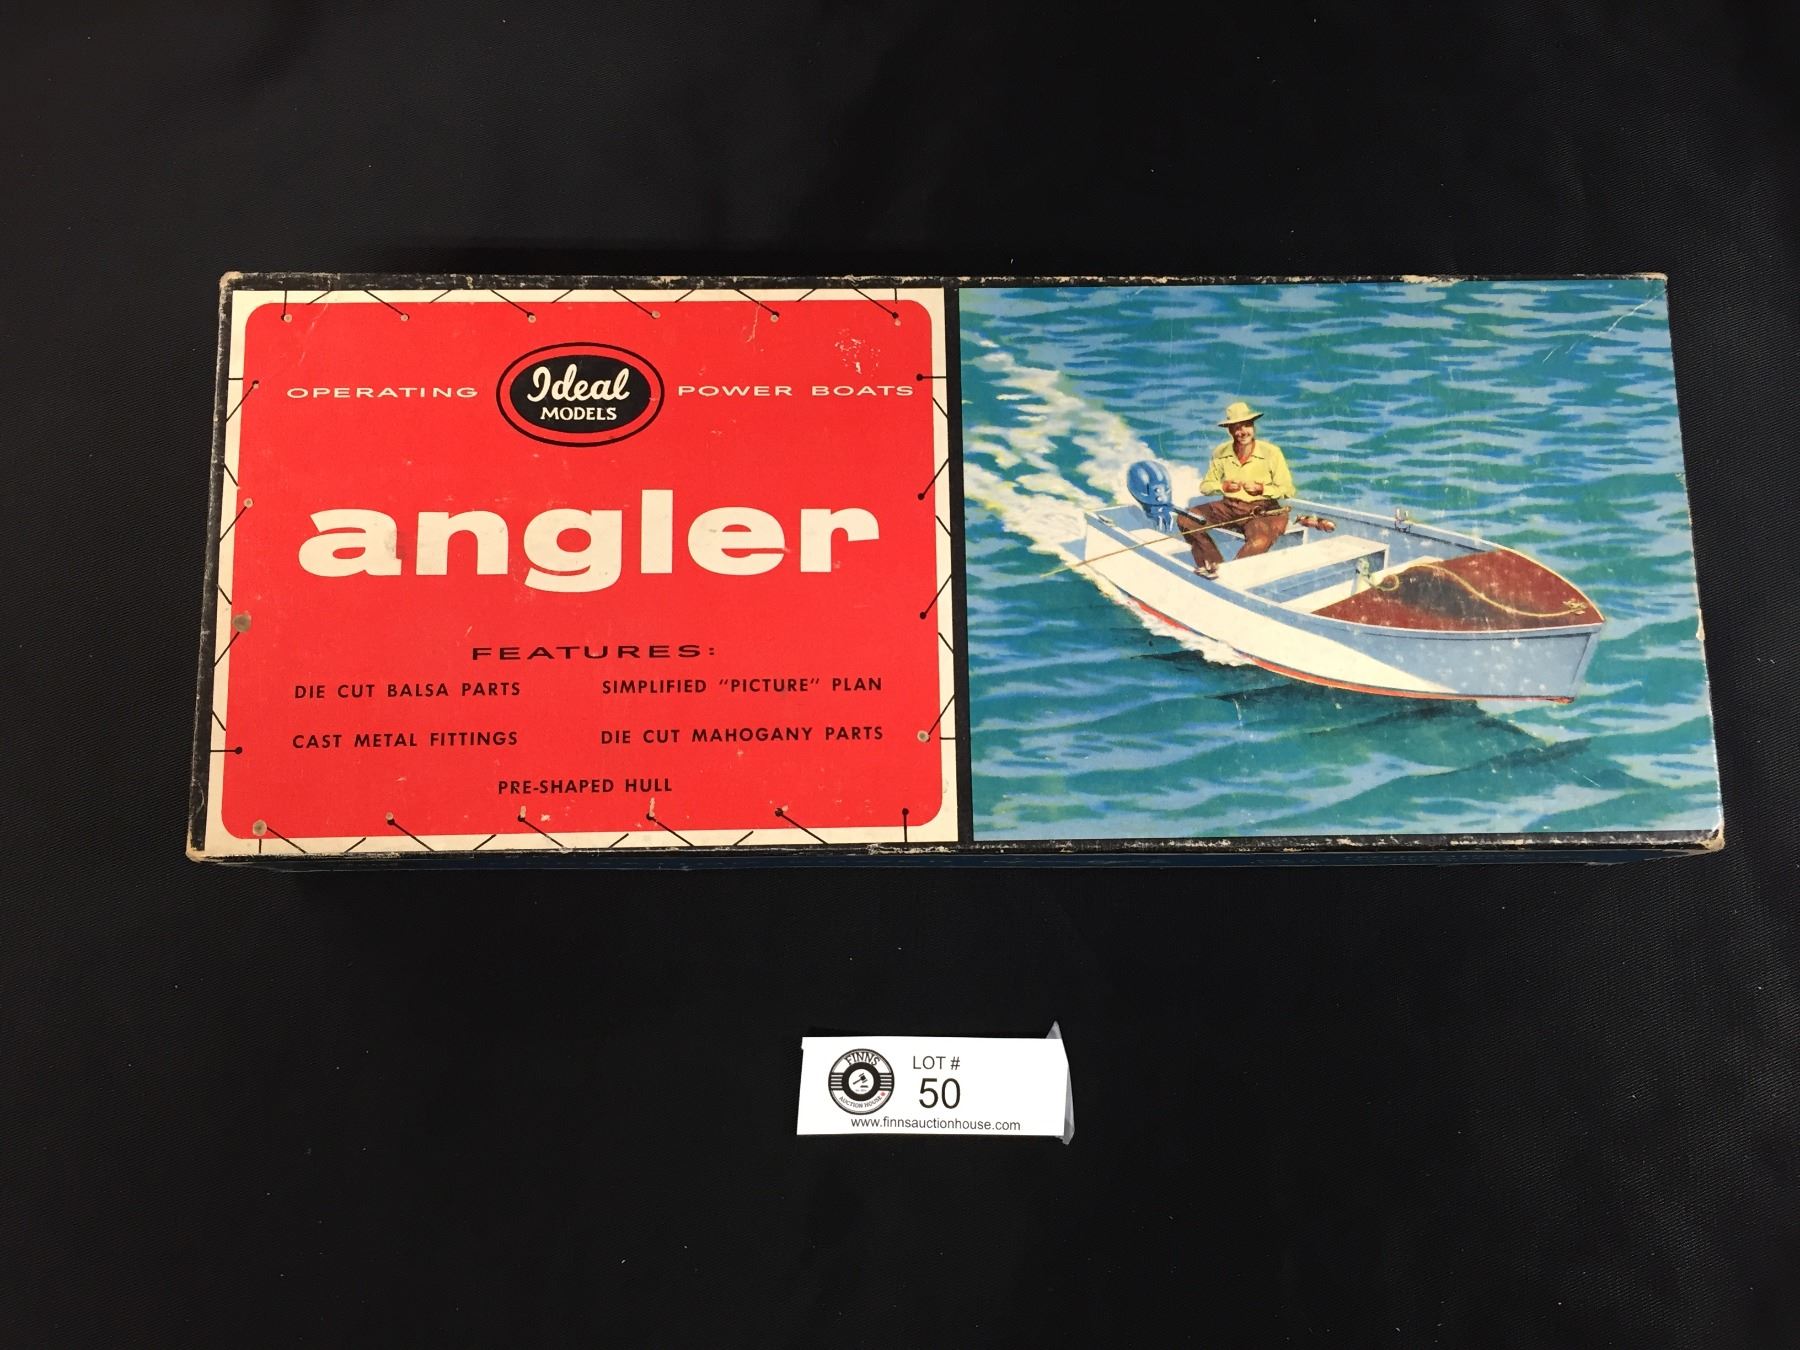 OPERATING Ideal MODELS POWER BOATS
angler
FEATURES:
DIE CUT BALSA PARTS SIMPLIFIED "PICTURE" PLAN
CAST METAL FITTINGS DIE CUT MAHOGANY PARTS
PRE-SHAPED HULL
FINNS
AUCTION HOUSE
LOT #
50
www.finnsauctionhouse.com